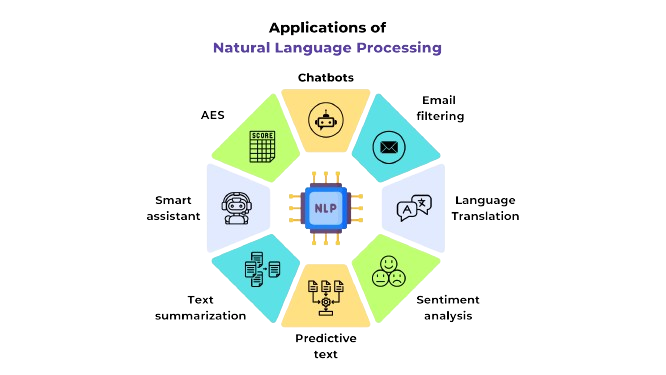 Applications of
Natural Language Processing
Chatbots
Email
filtering
AES
SCORE
Smart
assistant
NLP
A
文
Language
Translation
Text
summarization
Sentiment
analysis
Predictive
text